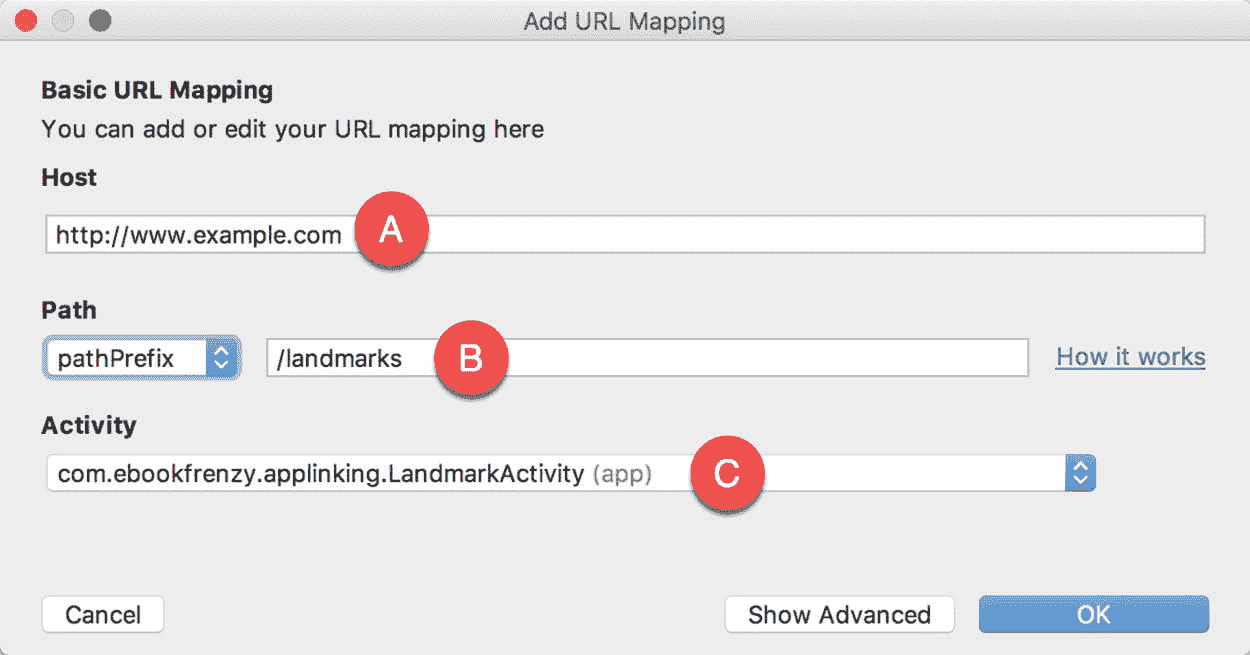 Add URL Mapping
Basic URL Mapping
You can add or edit your URL mapping here
Host
http://www.example.com A
Path
pathPrefix /landmarks B How it works
Activity
com.ebookfrenzy.applinking.LandmarkActivity (app) C
Cancel Show Advanced OK